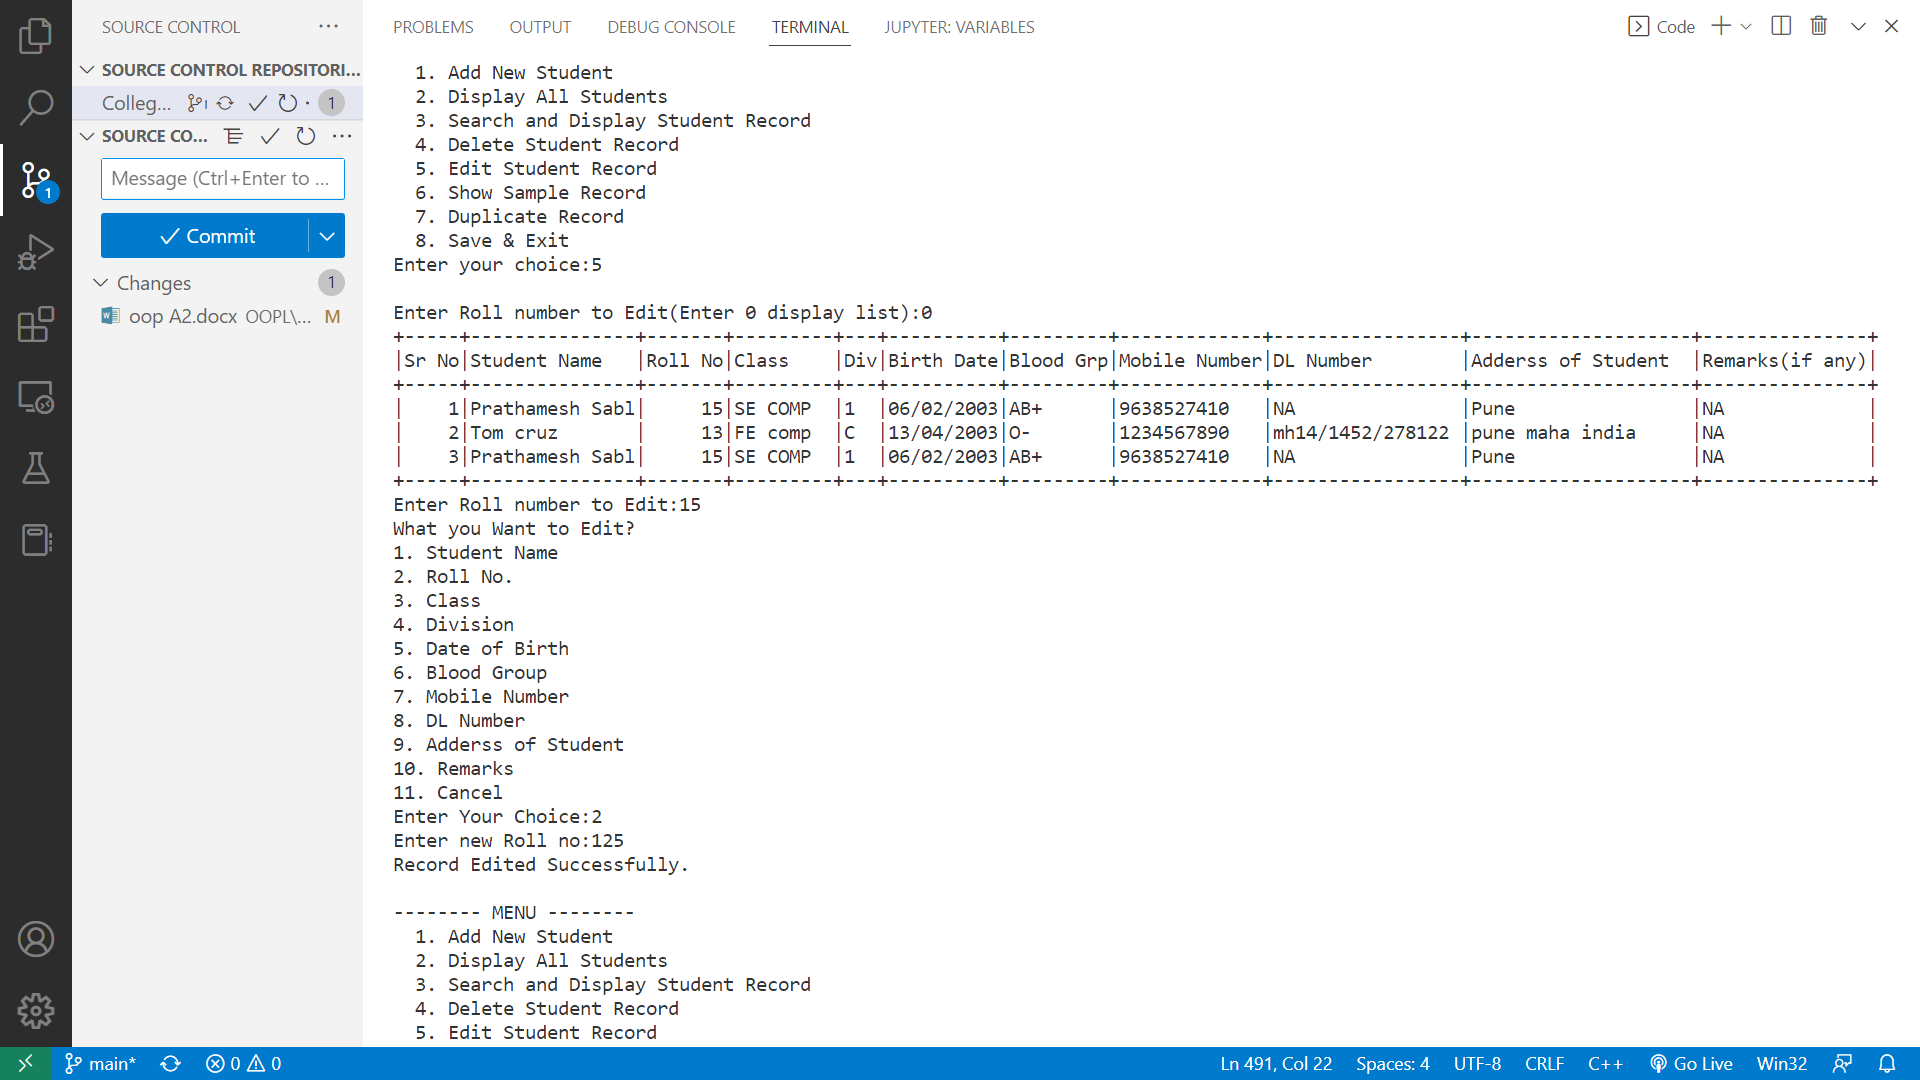 SOURCE CONTROL
PROBLEMS OUTPUT DEBUG CONSOLE TERMINAL JUPYTER: VARIABLES
Code
SOURCE CONTROL REPOSITORI...
Colleg... 1
SOURCE CO...
Message (Ctrl+Enter to ...
Commit
Changes 1
oop A2.docx OOPL\... M
1
1. Add New Student
2. Display All Students
3. Search and Display Student Record
4. Delete Student Record
5. Edit Student Record
6. Show Sample Record
7. Duplicate Record
8. Save & Exit
Enter your choice:5
Enter Roll number to Edit(Enter 0 display list):0
+-----+---------------+-------+---------+---+----------+---------+-------------+-----------------+--------------------+---------------+
|Sr No|Student Name   |Roll No|Class    |Div|Birth Date|Blood Grp|Mobile Number|DL Number        |Adderss of Student  |Remarks(if any)|
+-----+---------------+-------+---------+---+----------+---------+-------------+-----------------+--------------------+---------------+
|    1|Prathamesh Sabl|     15|SE COMP  |1  |06/02/2003|AB+      |9638527410   |NA               |Pune                |NA             |
|    2|Tom cruz       |     13|FE comp  |C  |13/04/2003|O-       |1234567890   |mh14/1452/278122 |pune maha india     |NA             |
|    3|Prathamesh Sabl|     15|SE COMP  |1  |06/02/2003|AB+      |9638527410   |NA               |Pune                |NA             |
+-----+---------------+-------+---------+---+----------+---------+-------------+-----------------+--------------------+---------------+
Enter Roll number to Edit:15
What you Want to Edit?
1. Student Name
2. Roll No.
3. Class
4. Division
5. Date of Birth
6. Blood Group
7. Mobile Number
8. DL Number
9. Adderss of Student
10. Remarks
11. Cancel
Enter Your Choice:2
Enter new Roll no:125
Record Edited Successfully.
-------- MENU --------
1. Add New Student
2. Display All Students
3. Search and Display Student Record
4. Delete Student Record
5. Edit Student Record
main* 0 0 Ln 491, Col 22 Spaces: 4 UTF-8 CRLF C++ Go Live Win32